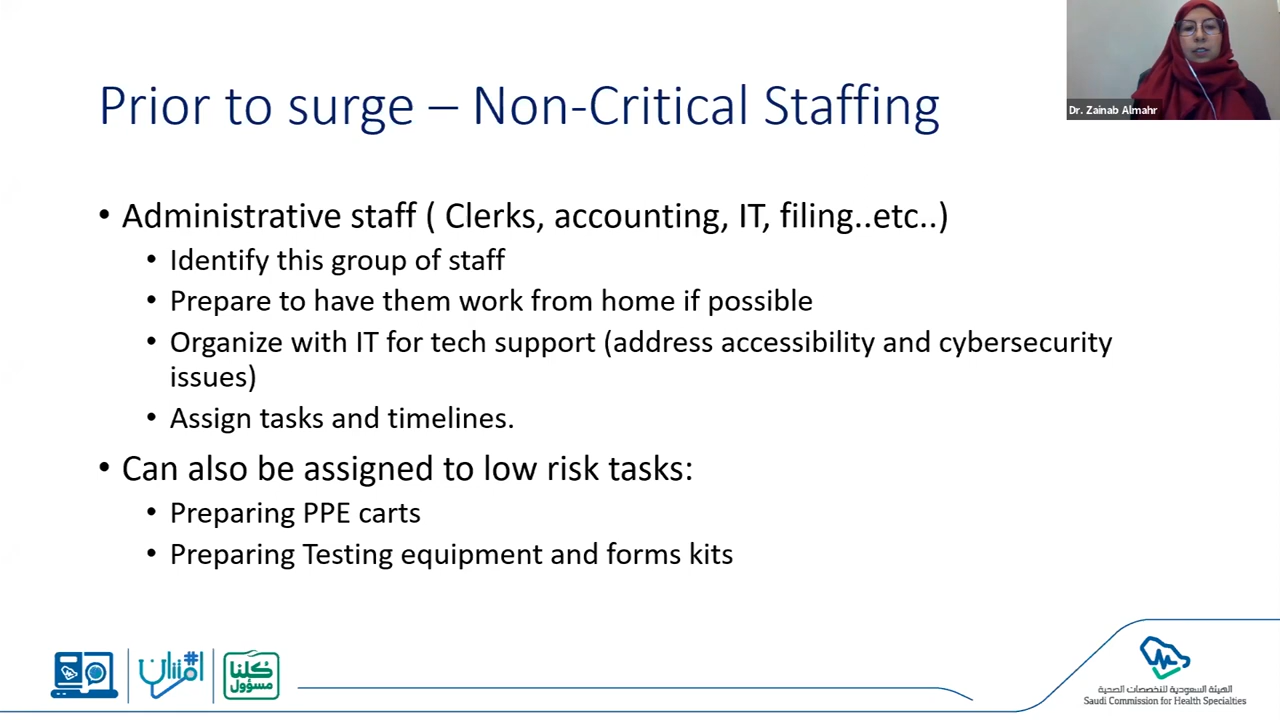 Prior to surge – Non-Critical Staffing
Dr. Zainab Almahr
• Administrative staff ( Clerks, accounting, IT, filing..etc..)
• Identify this group of staff
• Prepare to have them work from home if possible
• Organize with IT for tech support (address accessibility and cybersecurity
issues)
• Assign tasks and timelines.
• Can also be assigned to low risk tasks:
• Preparing PPE carts
• Preparing Testing equipment and forms kits
كلنا
مسؤول
الهيئة السعودية للتخصصات الصحية
Saudi Commission for Health Specialties